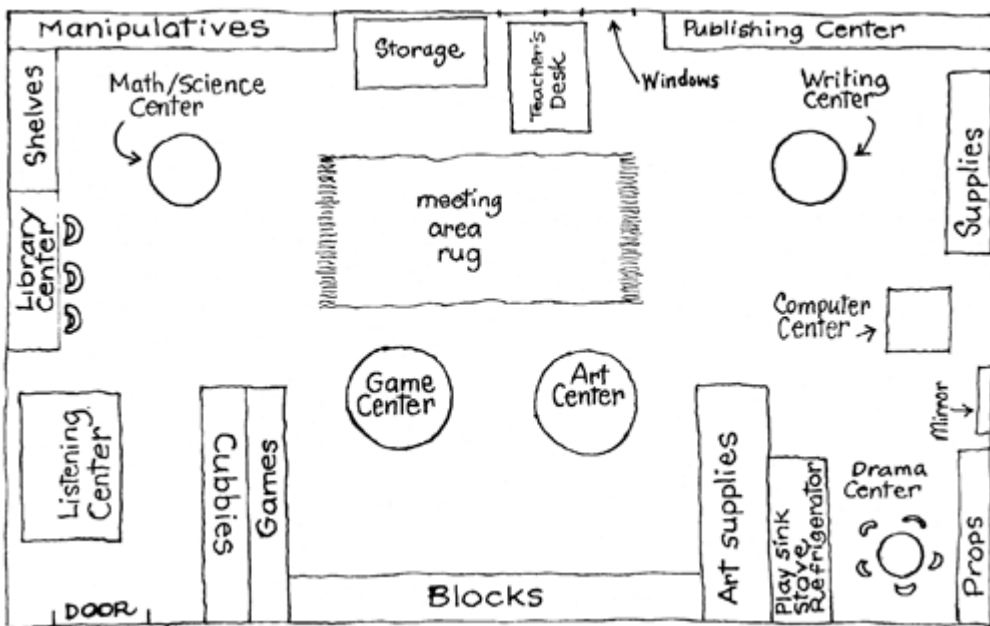 Manipulatives
Storage
Teacher's
Desk
Windows
Publishing Center
Shelves
Math/Science
Center
Writing
Center
Supplies
meeting
area
rug
Library
Center
Computer
Center
Game
Center
Art
Center
Mirror
Listening
Center
Cubbies
Games
Art supplies
Play sink
Stove
Refrigerator
Drama
Center
Props
Blocks
DOOR